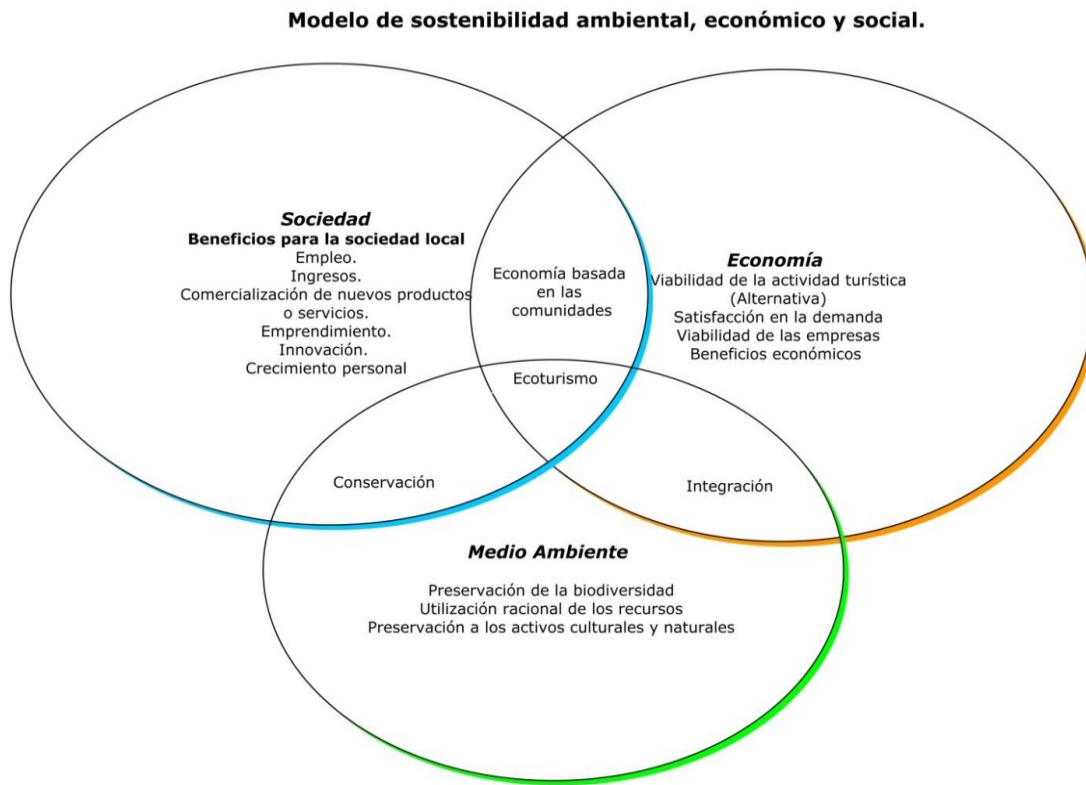 Modelo de sostenibilidad ambiental, económico y social.
Sociedad
Beneficios para la sociedad local
Empleo.
Ingresos.
Comercialización de nuevos productos
o servicios.
Emprendimiento.
Innovación.
Crecimiento personal
Economía basada
en las
comunidades
Economía
Viabilidad de la actividad turística
(Alternativa)
Satisfacción en la demanda
Viabilidad de las empresas
Beneficios económicos
Ecoturismo
Conservación
Integración
Medio Ambiente
Preservación de la biodiversidad
Utilización racional de los recursos
Preservación a los activos culturales y naturales